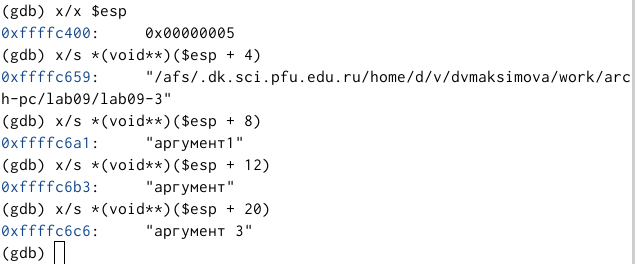 (gdb) x/x $esp
0xffffc400:     0x00000005
(gdb) x/s *(void**)($esp + 4)
0xffffc659:     "/afs/.dk.sci.pfu.edu.ru/home/d/v/dvmaksimova/work/arc
h-pc/lab09/lab09-3"
(gdb) x/s *(void**)($esp + 8)
0xffffc6a1:     "аргумент1"
(gdb) x/s *(void**)($esp + 12)
0xffffc6b3:     "аргумент"
(gdb) x/s *(void**)($esp + 20)
0xffffc6c6:     "аргумент 3"
(gdb)